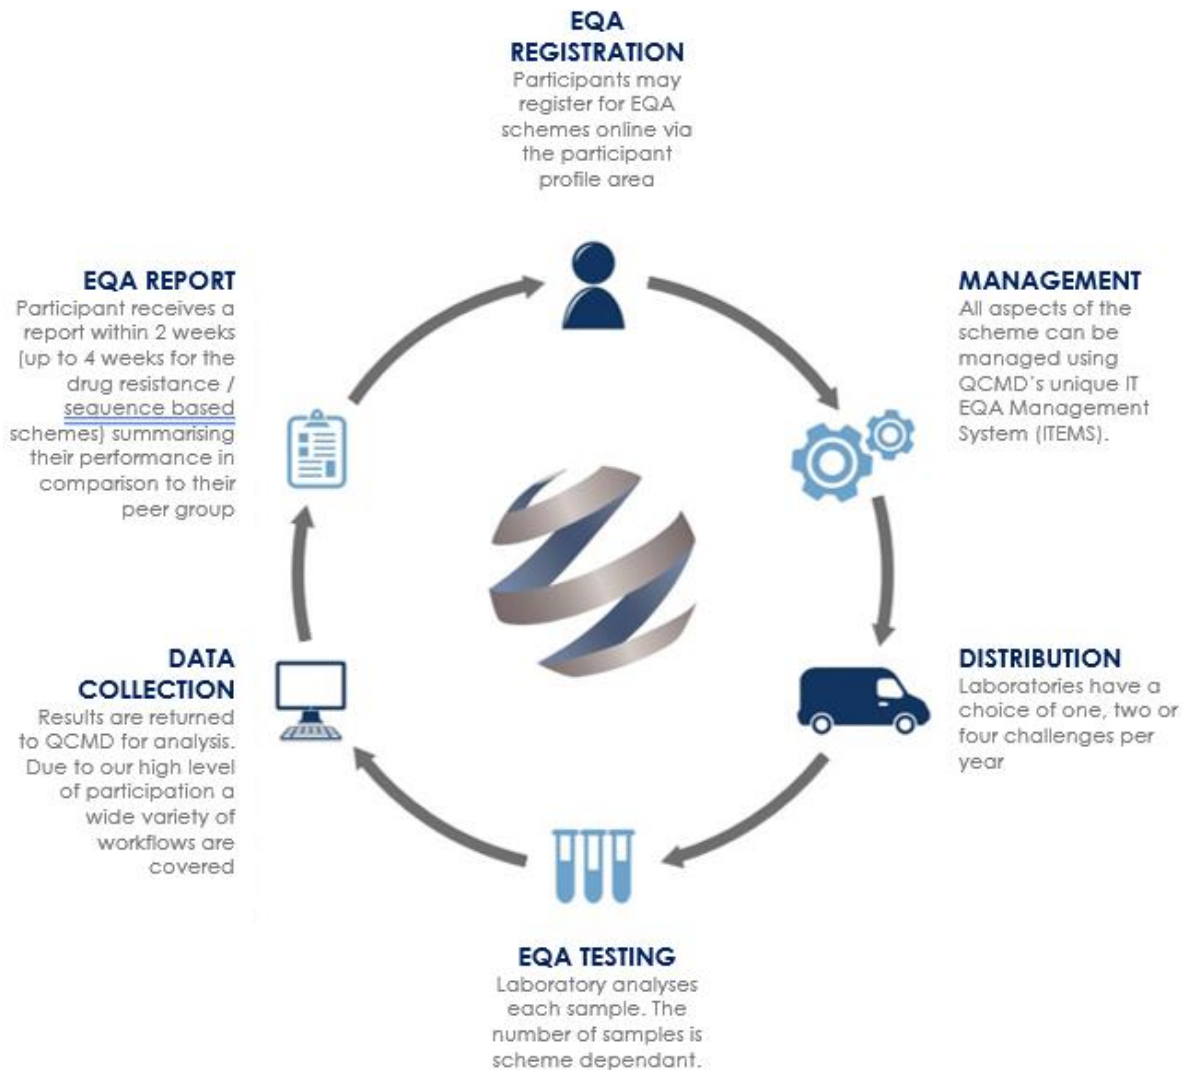 EQA
REGISTRATION
Participants may
register for EQA
schemes online via
the participant
profile area
MANAGEMENT
All aspects of the
scheme can be
managed using
QCMD's unique IT
EQA Management
System (ITEMS).
DISTRIBUTION
Laboratories have a
choice of one, two or
four challenges per
year
EQA TESTING
Laboratory analyses
each sample. The
number of samples is
scheme dependant.
DATA
COLLECTION
Results are returned
to QCMD for analysis.
Due to our high level
of participation a
wide variety of
workflows are
covered
EQA REPORT
Participant receives a
report within 2 weeks
(up to 4 weeks for the
drug resistance /
sequence based
schemes) summarising
their performance in
comparison to their
peer group